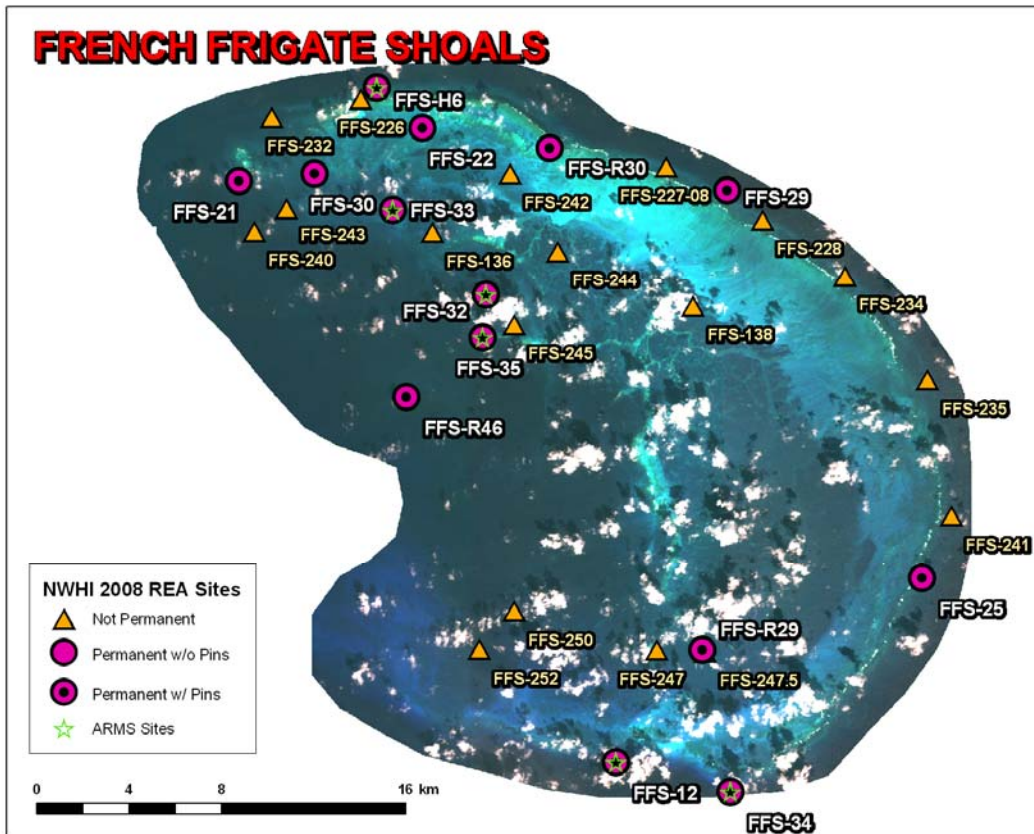 FRENCH FRIGATE SHOALS
FFS-H6
FFS-226
FFS-232
FFS-22
FFS-R30
FFS-227-08
FFS-29
FFS-21
FFS-30
FFS-33
FFS-242
FFS-228
FFS-243
FFS-240
FFS-136
FFS-244
FFS-234
FFS-32
FFS-138
FFS-245
FFS-35
FFS-235
FFS-R46
FFS-241
FFS-25
FFS-R29
FFS-250
FFS-252
FFS-247
FFS-247.5
FFS-12
FFS-34
NWHI 2008 REA Sites
Not Permanent
Permanent w/o Pins
Permanent w/ Pins
ARMS Sites
0 4 8 16 km